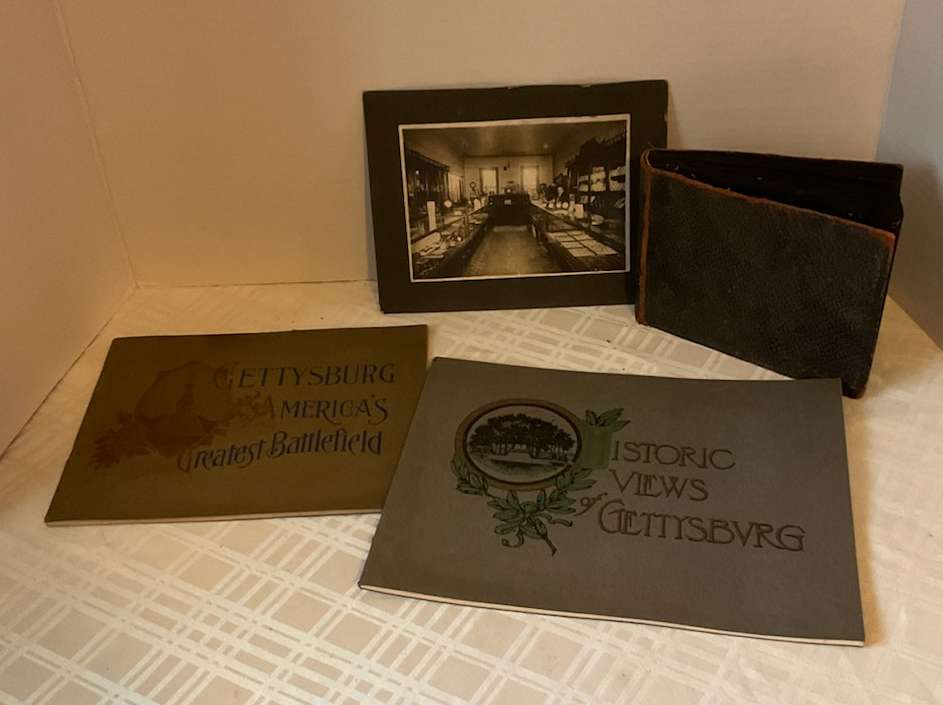 GETTYSBURG
AMERICA'S
Greatest Battlefield
HISTORIC
VIEWS
of GETTYSBVRG